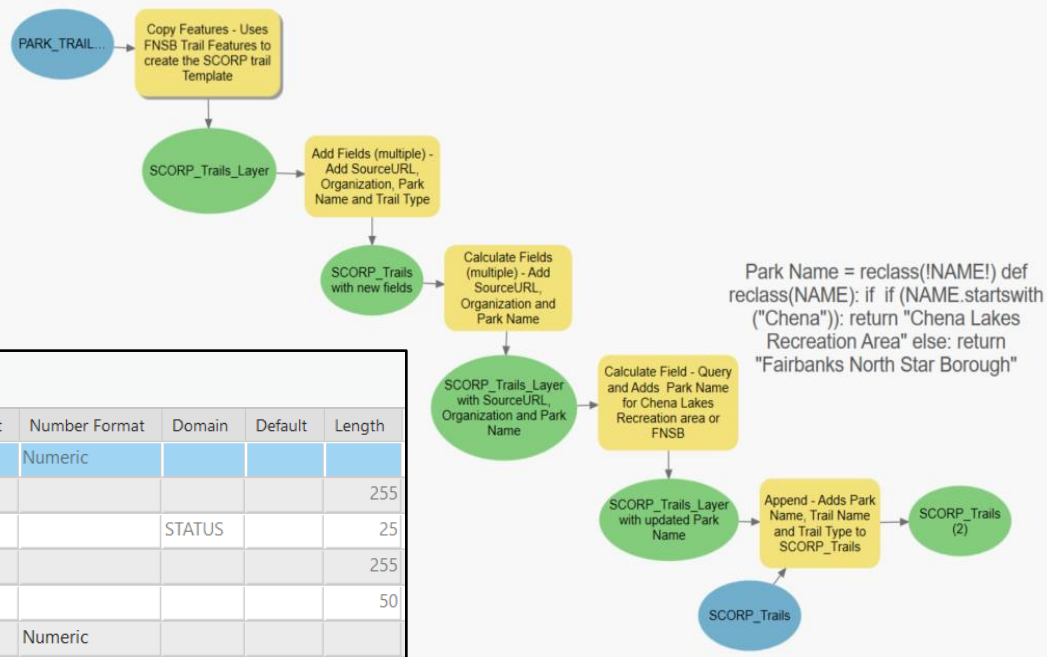 PARK_TRAIL...
Copy Features - Uses
FNSB Trail Features to
create the SCORP trail
Template
SCORP_Trails_Layer
Add Fields (multiple) -
Add SourceURL,
Organization, Park
Name and Trail Type
SCORP_Trails
with new fields
Calculate Fields
(multiple) - Add
SourceURL,
Organization and
Park Name
Park Name = reclass(!NAME!) def
reclass(NAME): if if (NAME.startswith
("Chena")): return "Chena Lakes
Recreation Area" else: return
"Fairbanks North Star Borough"
SCORP_Trails_Layer
with SourceURL,
Organization and Park
Name
Calculate Field - Query
and Adds Park Name
for Chena Lakes
Recreation area or
FNSB
SCORP_Trails_Layer
with updated Park
Name
Append - Adds Park
Name, Trail Name
and Trail Type to
SCORP_Trails
SCORP_Trails
(2)
SCORP_Trails
Number Format Domain Default Length
Numeric
255
STATUS 25
255
50
Numeric